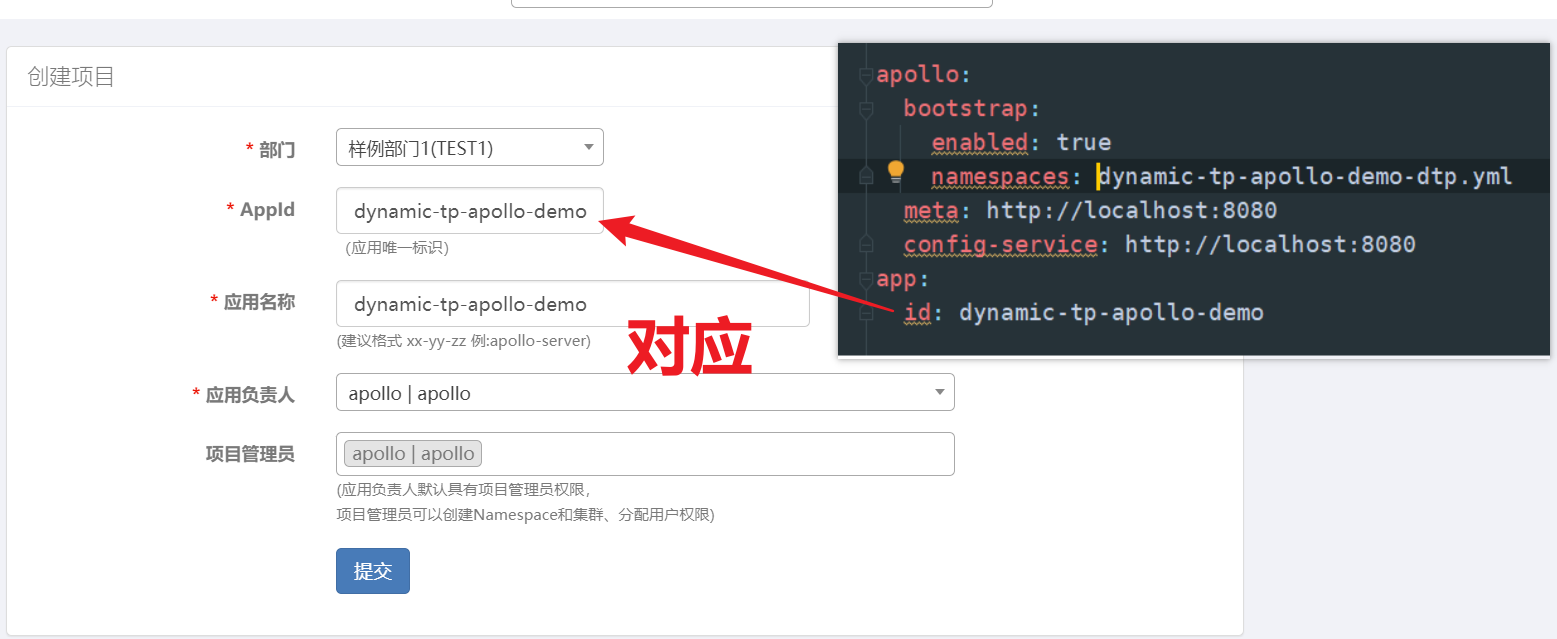 创建项目
* 部门
样例部门1(TEST1)
* AppId
dynamic-tp-apollo-demo
(应用唯一标识)
* 应用名称
dynamic-tp-apollo-demo
(建议格式 xx-yy-zz 例:apollo-server)
* 应用负责人
apollo | apollo
项目管理员
apollo | apollo
(应用负责人默认具有项目管理员权限，
项目管理员可以创建Namespace和集群、分配用户权限)
提交
对应
apollo:
bootstrap:
enabled: true
namespaces: dynamic-tp-apollo-demo-dtp.yml
meta: http://localhost:8080
config-service: http://localhost:8080
app:
id: dynamic-tp-apollo-demo